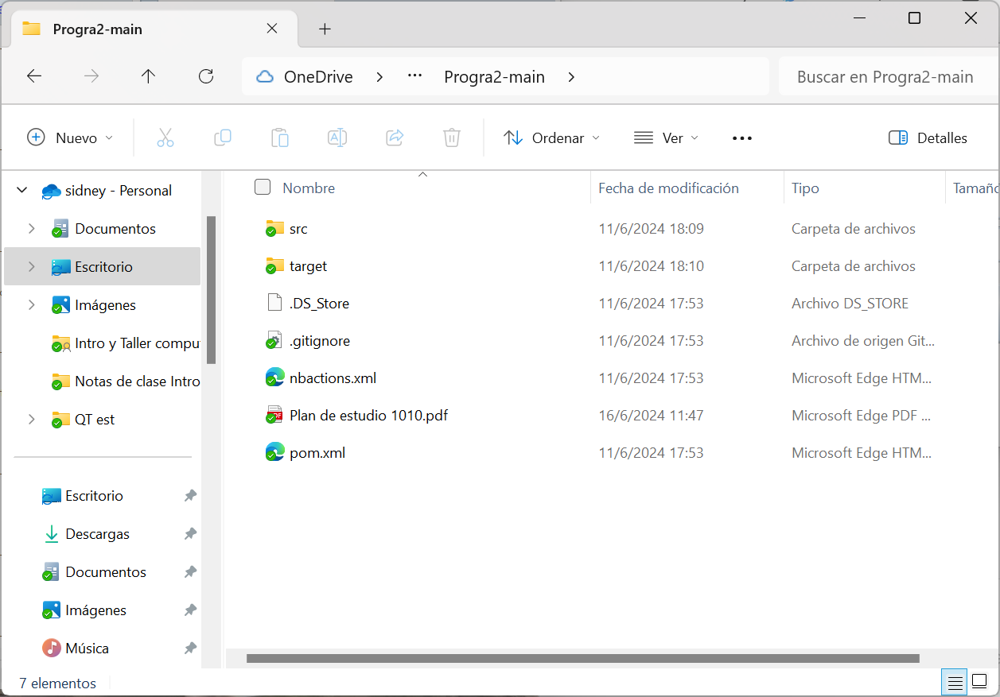 Progra2-main
OneDrive
Progra2-main
Buscar en Progra2-main
Nuevo
Ordenar
Ver
Detalles
sidney - Personal
Documentos
Escritorio
Imágenes
Intro y Taller compu
Notas de clase Intro
QT est
Escritorio
Descargas
Documentos
Imágenes
Música
Nombre Fecha de modificación Tipo Tamaño
src 11/6/2024 18:09 Carpeta de archivos
target 11/6/2024 18:10 Carpeta de archivos
.DS_Store 11/6/2024 17:53 Archivo DS_STORE
.gitignore 11/6/2024 17:53 Archivo de origen Git...
nbactions.xml 11/6/2024 17:53 Microsoft Edge HTM...
Plan de estudio 1010.pdf 16/6/2024 11:47 Microsoft Edge PDF ...
pom.xml 11/6/2024 17:53 Microsoft Edge HTM...
7 elementos